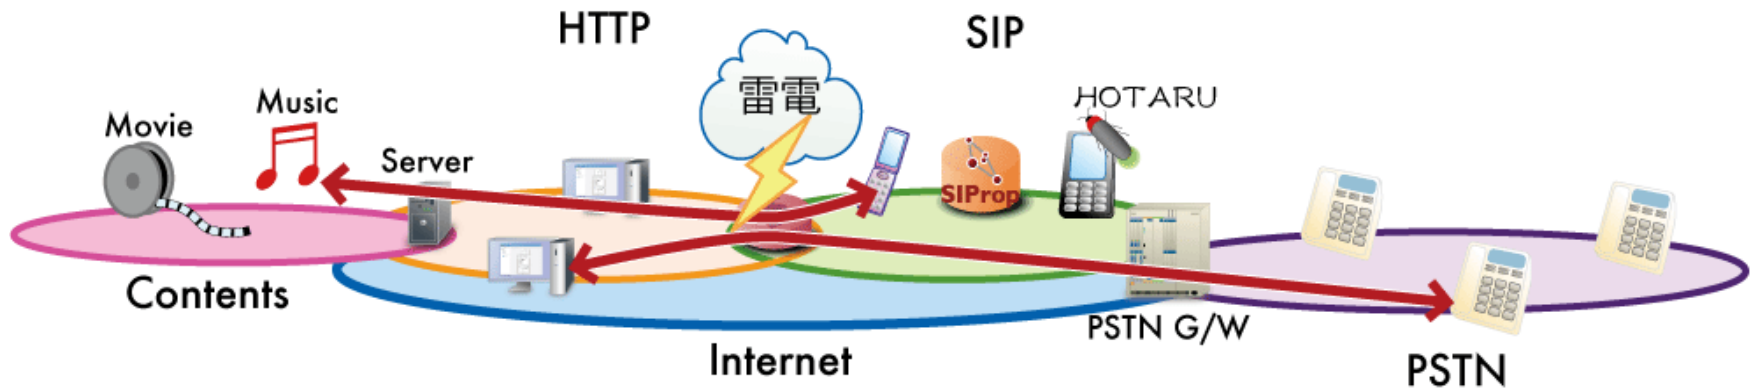 HTTP
SIP
雷電
HOTARU
Music
Movie
Server
SIProp
Contents
PSTN G/W
Internet
PSTN